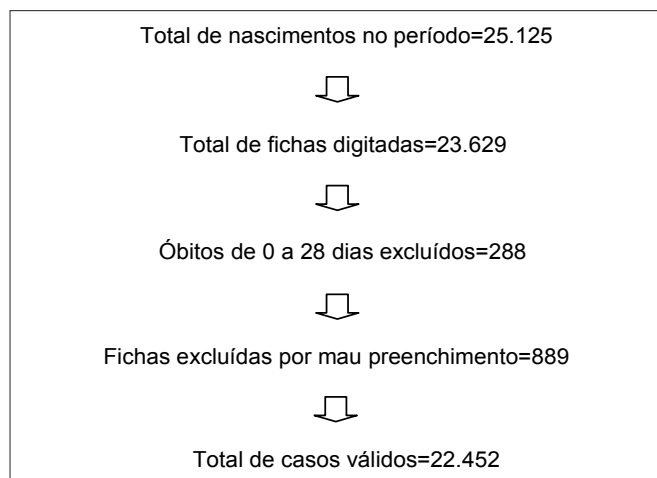 Total de nascimentos no período=25.125
Total de fichas digitadas=23.629
Óbitos de 0 a 28 dias excluídos=288
Fichas excluídas por mau preenchimento=889
Total de casos válidos=22.452